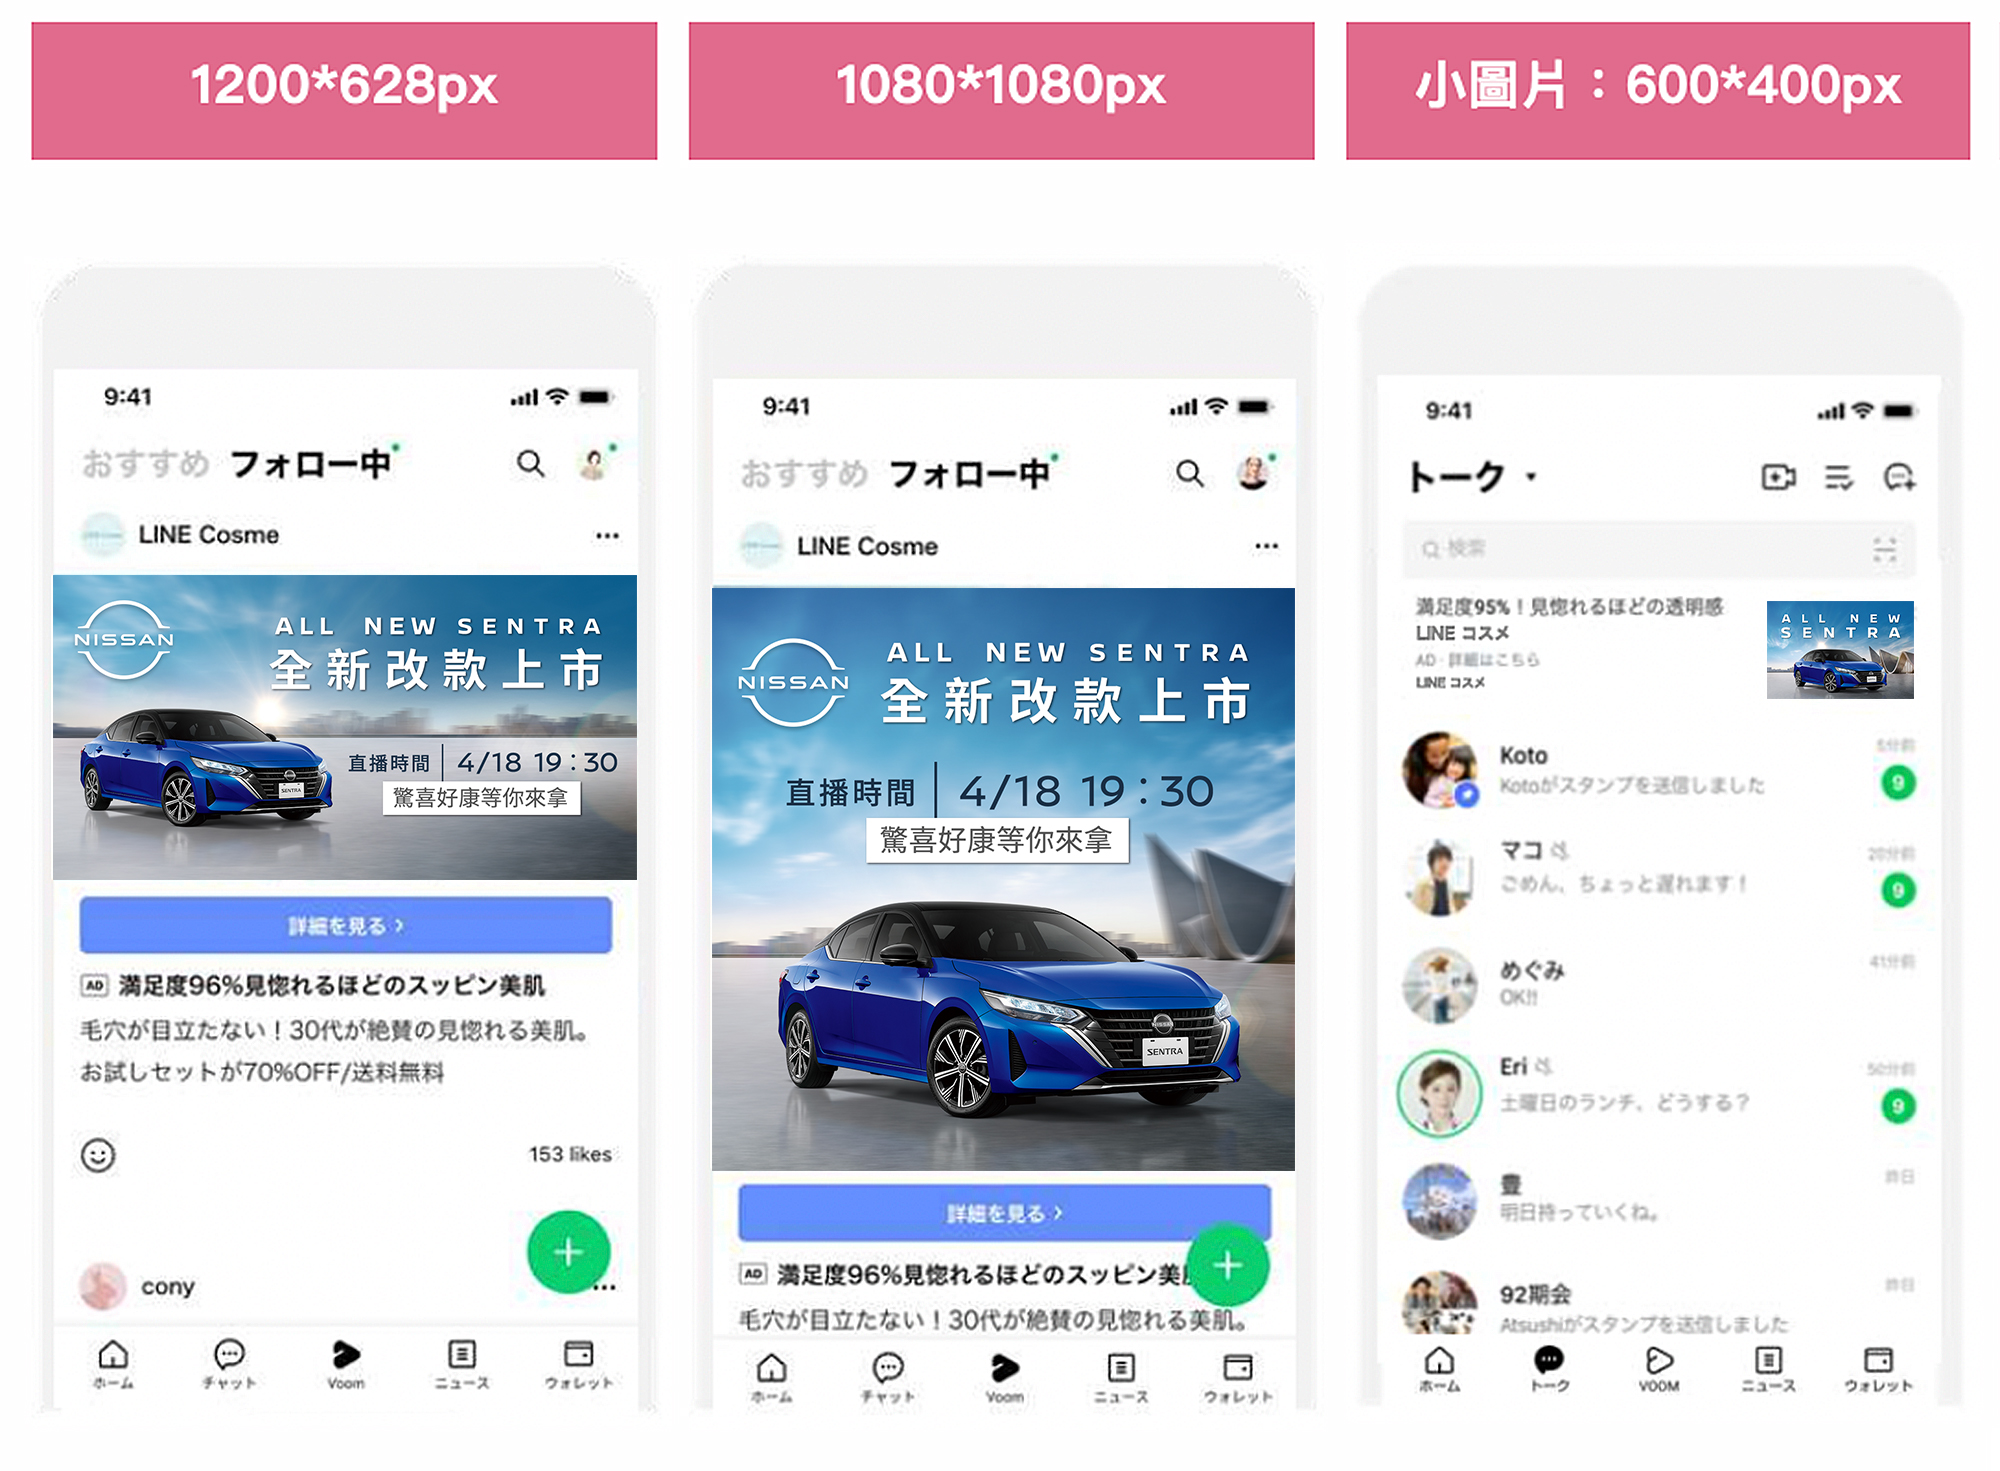 1200*628px
1080*1080px
小圖片：600*400px
9:41
おすすめ フォロー中
LINE Cosme
NISSAN
ALL NEW SENTRA
全新改款上市
直播時間 4/18 19：30
驚喜好康等你來拿
SENTRA
詳細を見る
AD 満足度96%見惚れるほどのスッピン美肌
毛穴が目立たない！30代が絶賛の見惚れる美肌。
お試しセットが70%OFF/送料無料
153 likes
cony
ホーム チャット Voom ニュース ウォレット
9:41
おすすめ フォロー中
LINE Cosme
NISSAN
ALL NEW SENTRA
全新改款上市
直播時間 4/18 19：30
驚喜好康等你來拿
NISSAN
SENTRA
詳細を見る
AD 満足度96%見惚れるほどのスッピン美
毛穴が目立たない！30代が絶賛の見惚れる美肌。
ホーム チャット Voom ニュース ウォレット
9:41
トーク
検索
満足度95%！見惚れるほどの透明感
LINE コスメ
AD・詳細はこちら
LINE コスメ
ALL NEW
SENTRA
Koto 5分前
Kotoがスタンプを送信しました 9
マコ 20分前
ごめん、ちょっと遅れます！ 9
めぐみ 41分前
OK!!
Eri 50分前
土曜日のランチ、どうする？ 9
豊 昨日
明日持っていくね。
92期会 昨日
Atsushiがスタンプを送信しました
ホーム トーク VOOM ニュース ウォレット